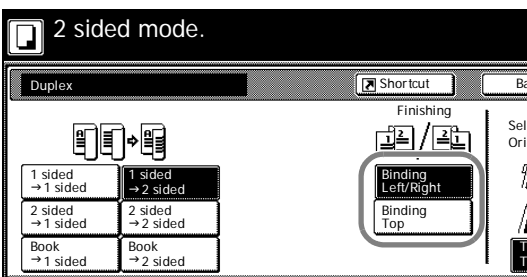 2 sided mode.
Duplex
Shortcut
Ba
Finishing
Sel
Ori
1 sided
→1 sided
1 sided
→2 sided
2 sided
→1 sided
2 sided
→2 sided
Book
→1 sided
Book
→2 sided
Binding
Left/Right
Binding
Top